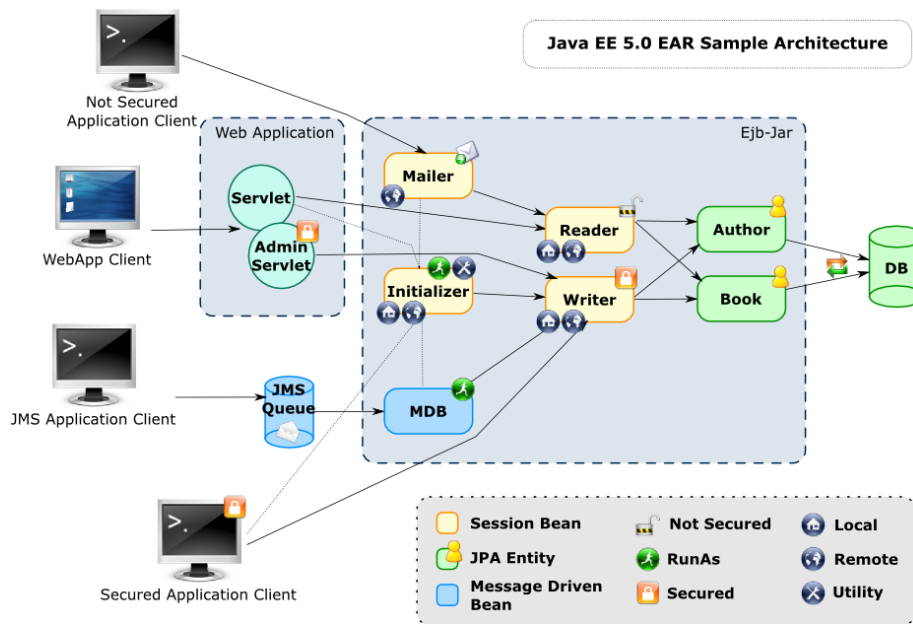 Java EE 5.0 EAR Sample Architecture
>.
Not Secured
Application Client
Web Application
Ejb-Jar
Mailer
Servlet
Reader
Author
WebApp Client
Admin
Servlet
DB
Initializer
Writer
Book
>.
JMS Application Client
JMS
Queue
MDB
>.
Secured Application Client
Session Bean
Not Secured
Local
JPA Entity
RunAs
Remote
Message Driven
Bean
Secured
Utility